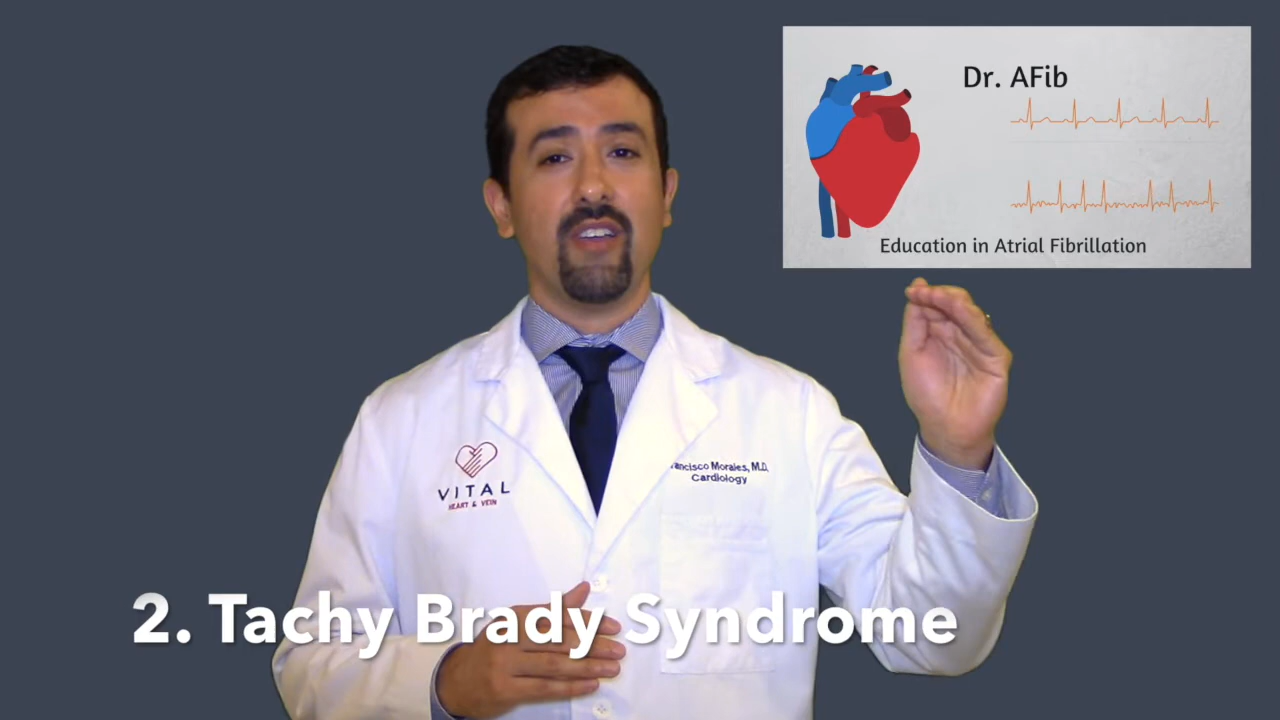 Dr. AFib
Education in Atrial Fibrillation
VITAL
HEART & VEIN
Morales, M.D.
Cardiology
2. Tachy Brady Syndrome